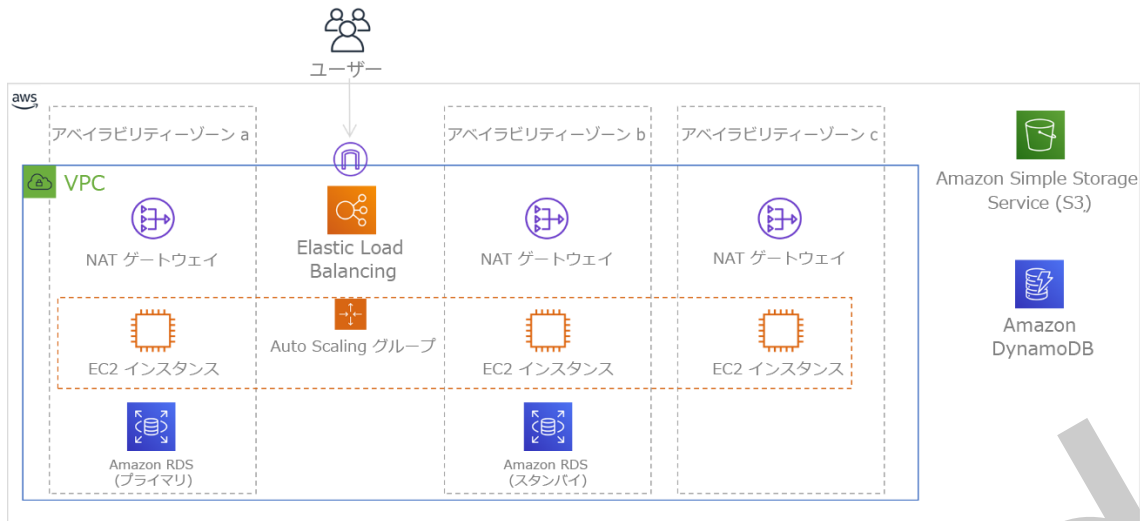 ユーザー
aws
アベイラビリティーゾーン a
アベイラビリティーゾーン b
アベイラビリティーゾーン c
VPC
NAT ゲートウェイ
Elastic Load
Balancing
NAT ゲートウェイ
NAT ゲートウェイ
Amazon Simple Storage
Service (S3)
Auto Scaling グループ
EC2 インスタンス
EC2 インスタンス
EC2 インスタンス
Amazon
DynamoDB
Amazon RDS
(プライマリ)
Amazon RDS
(スタンバイ)